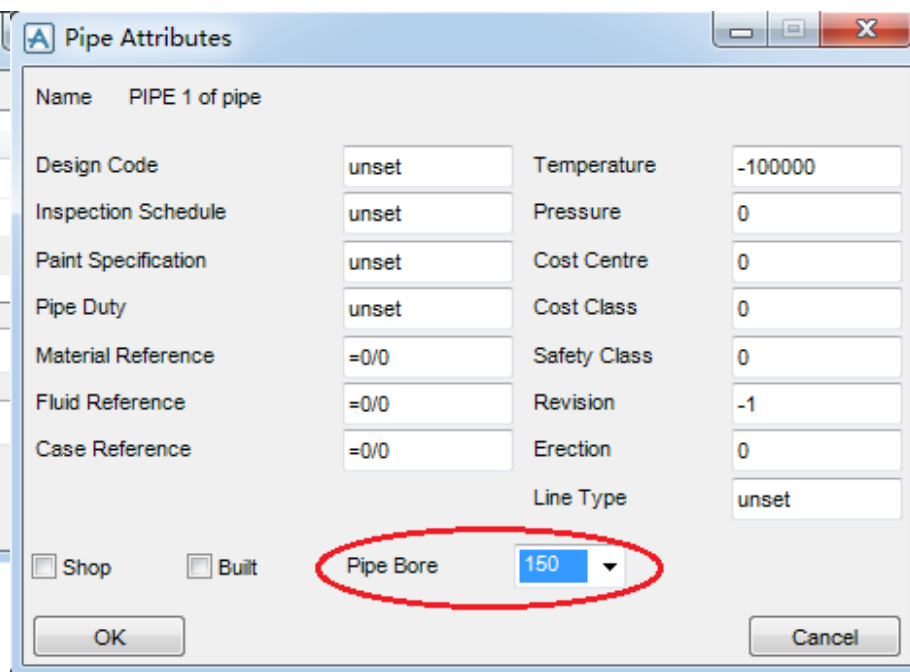 Pipe Attributes
Name PIPE 1 of pipe
Design Code unset Temperature -100000
Inspection Schedule unset Pressure 0
Paint Specification unset Cost Centre 0
Pipe Duty unset Cost Class 0
Material Reference =0/0 Safety Class 0
Fluid Reference =0/0 Revision -1
Case Reference =0/0 Erection 0
Line Type unset
Shop Built Pipe Bore 150
OK Cancel